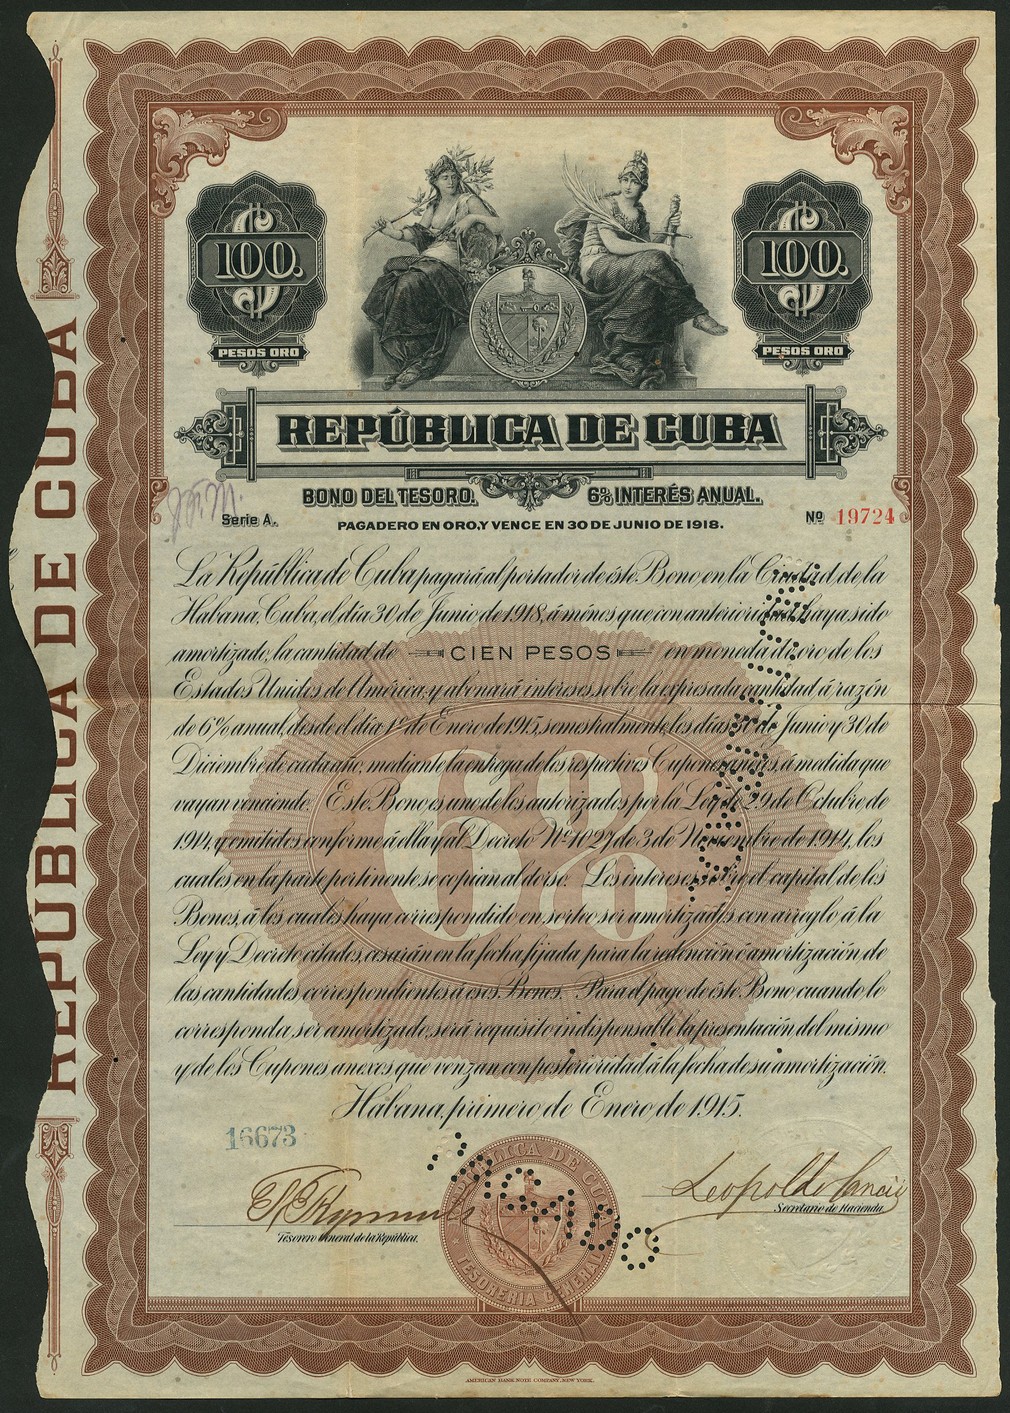 REPÚBLICA DE CUBA
100.
PESOS ORO
100.
PESOS ORO
REPÚBLICA DE CUBA
BONO DEL TESORO. 6% INTERÉS ANUAL.
Serie A. PAGADERO EN ORO, Y VENCE EN 30 DE JUNIO DE 1918. Nº 19724
La República de Cuba pagará al portador de éste Bono en la Ciudad de la
Habana, Cuba, el día 30 de Junio de 1918, á ménos que con anterioridad haya sido
amortizado, la cantidad de CIEN PESOS en moneda de oro de los
Estados Unidos de América, y abonará intereses, sobre la expresada cantidad á razón
de 6% anual, desde el día 1º de Enero de 1915, semestralmente, los días 30 de Junio y 30 de
Diciembre de cada año, mediante la entrega de los respectivos Cupones anexos, á medida que
vayan venciendo. Este Bono es uno de los autorizados por la Ley de 29 de Octubre de
1914, y emitidos conforme á ella y al Decreto Nº 1027 de 3 de Noviembre de 1914, los
cuales en la parte pertinente se copian al dorso. Los intereses sobre el capital de los
Bonos, á los cuales haya correspondido en sorteo ser amortizados, con arreglo á la
Ley y Decreto citados, cesarán en la fecha fijada para la redención ó amortización de
las cantidades correspondientes á esos Bonos. Para el pago de éste Bono cuando le
corresponda ser amortizado será requisito indispensable la presentación del mismo
y de los Cupones anexos que venzan con posterioridad á la fecha de su amortización.
Habana, primero de Enero de 1915.
6%
16673
Tesorero General de la República.
REPÚBLICA DE CUBA
TESORERIA GENERAL
Leopoldo Cancio
Secretario de Hacienda
AMERICAN BANK NOTE COMPANY, NEW YORK.